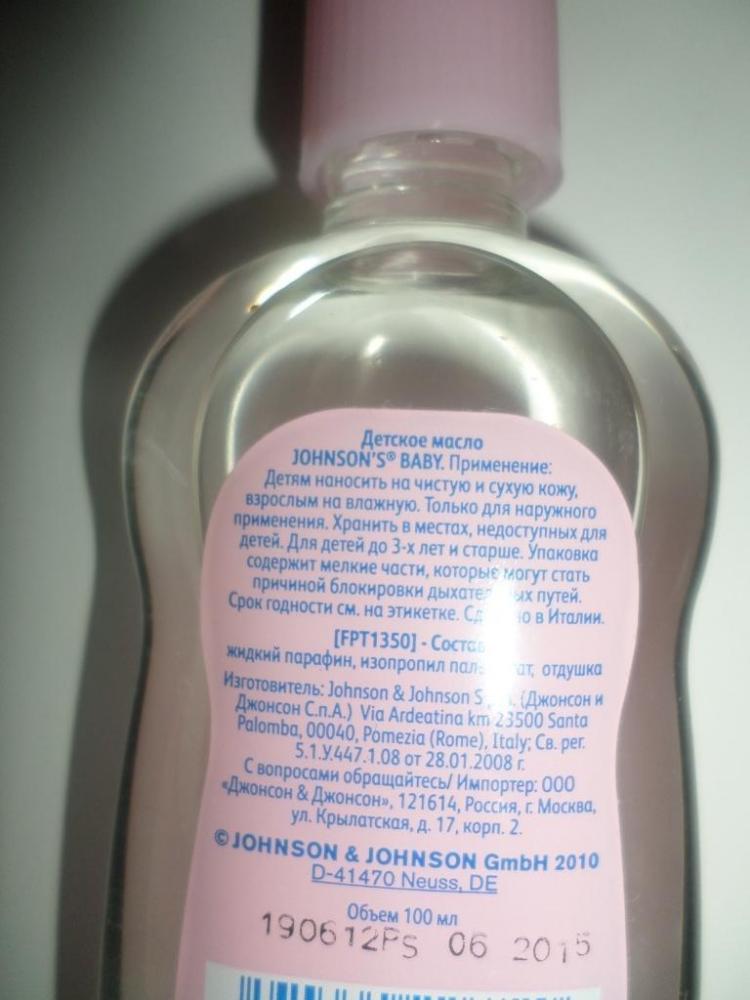 Детское масло
JOHNSON'S® BABY. Применение:
Детям наносить на чистую и сухую кожу,
взрослым на влажную. Только для наружного
применения. Хранить в местах, недоступных для
детей. Для детей до 3-х лет и старше. Упаковка
содержит мелкие части, которые могут стать
причиной блокировки путей.
Срок годности см. на этикетке. в Италии.
[FPT1350] - Состав
жидкий парафин, изопропил отдушка
Изготовитель: Johnson & Johnson (Джонсон и
Джонсон С.п.А.) Via Ardeatina km 23500 Santa
Palomba, 00040, Pomezia (Rome), Italy; Св. рег.
5.1.У.447.1.08 от 28.01.2008 г.
С вопросами обращайтесь/ Импортер: ООО
«Джонсон & Джонсон», 121614, Россия, г. Москва,
ул. Крылатская, д. 17, корп. 2.
© JOHNSON & JOHNSON GmbH 2010
D-41470 Neuss, DE
Объем 100 мл
190612PS 06 2015